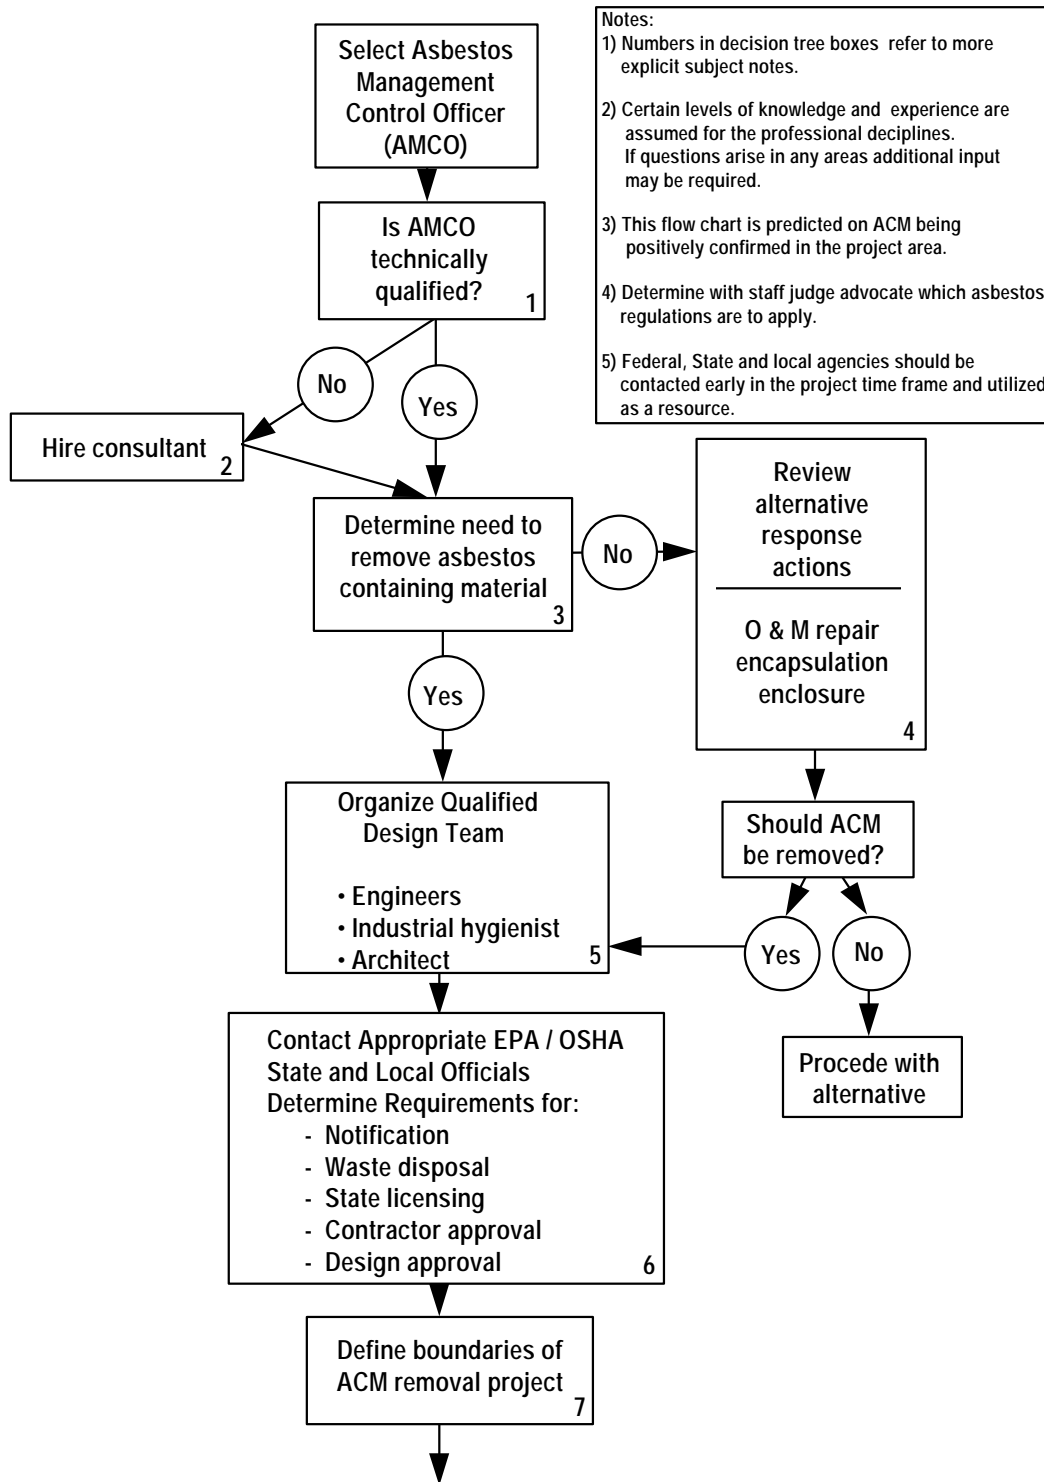 Select Asbestos
Management
Control Officer
(AMCO)
Notes:
1) Numbers in decision tree boxes refer to more
explicit subject notes.
2) Certain levels of knowledge and experience are
assumed for the professional deciplines.
If questions arise in any areas additional input
may be required.
3) This flow chart is predicted on ACM being
positively confirmed in the project area.
4) Determine with staff judge advocate which asbestos
regulations are to apply.
5) Federal, State and local agencies should be
contacted early in the project time frame and utilized
as a resource.
Is AMCO
technically
qualified?
1
No
Yes
Hire consultant
2
Determine need to
remove asbestos
containing material
3
No
Review
alternative
response
actions
O & M repair
encapsulation
enclosure
4
Yes
Organize Qualified
Design Team
• Engineers
• Industrial hygienist
• Architect
5
Should ACM
be removed?
Yes
No
Procede with
alternative
Contact Appropriate EPA / OSHA
State and Local Officials
Determine Requirements for:
- Notification
- Waste disposal
- State licensing
- Contractor approval
- Design approval
6
Define boundaries of
ACM removal project
7